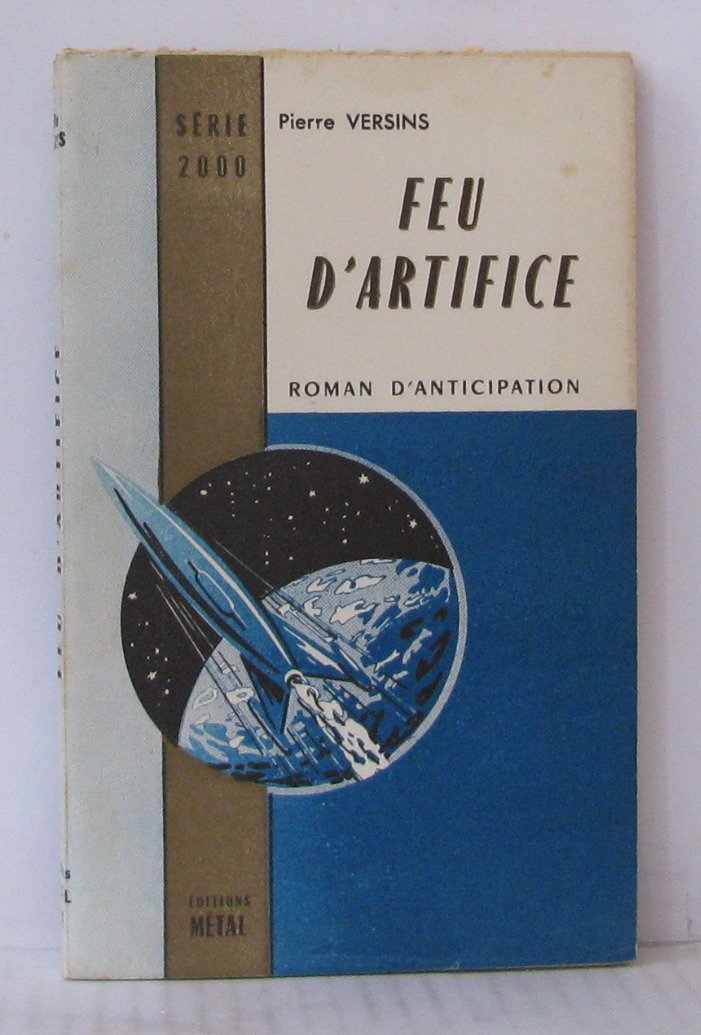 SÉRIE
2000
Pierre VERSINS
FEU
D'ARTIFICE
ROMAN D'ANTICIPATION
ÉDITIONS
MÉTAL